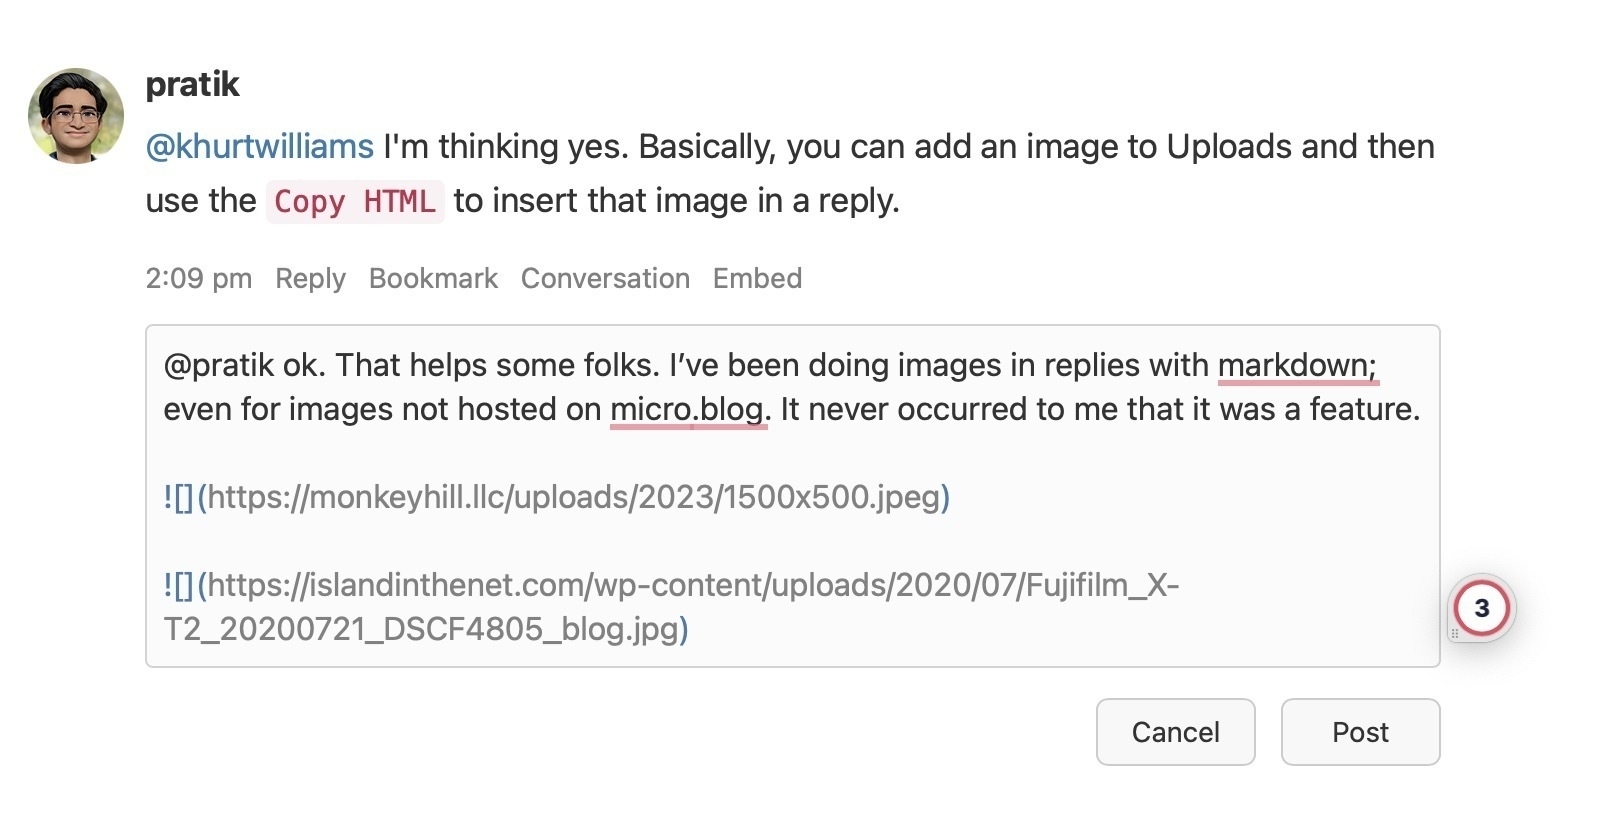 pratik
@khurtwilliams I'm thinking yes. Basically, you can add an image to Uploads and then
use the Copy HTML to insert that image in a reply.
2:09 pm Reply Bookmark Conversation Embed
@pratik ok. That helps some folks. I’ve been doing images in replies with markdown;
even for images not hosted on micro.blog. It never occurred to me that it was a feature.
![](https://monkeyhill.llc/uploads/2023/1500x500.jpeg)
![](https://islandinthenet.com/wp-content/uploads/2020/07/Fujifilm_X-
T2_20200721_DSCF4805_blog.jpg)
3
Cancel Post